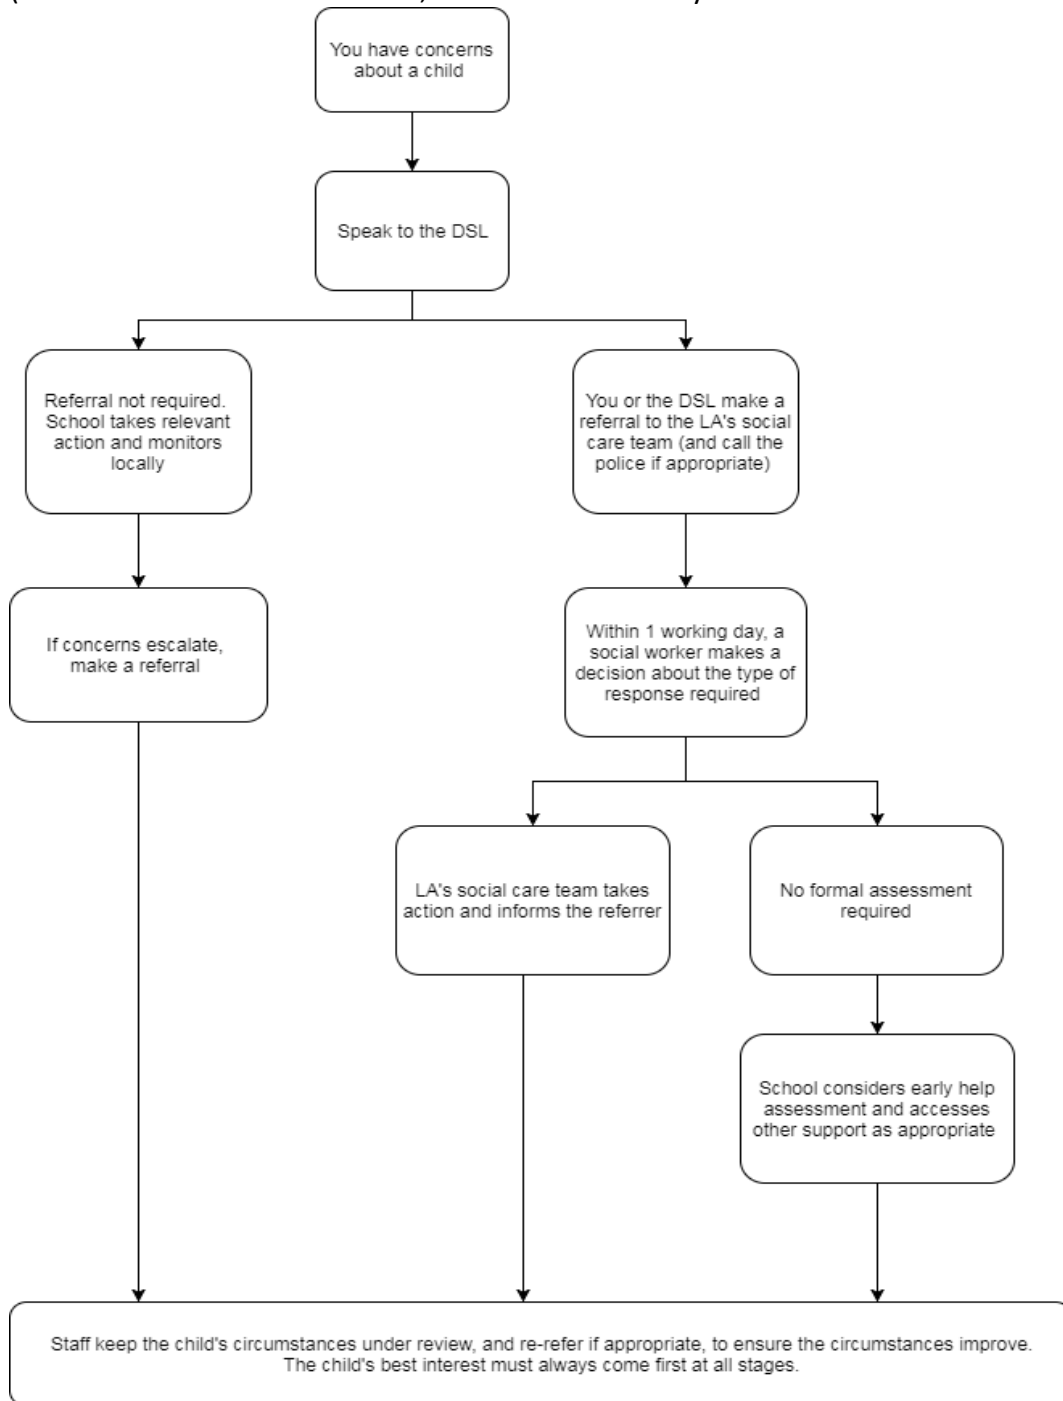 You have concerns
about a child
Speak to the DSL
Referral not required.
School takes relevant
action and monitors
locally
You or the DSL make a
referral to the LA's social
care team (and call the
police if appropriate)
If concerns escalate,
make a referral
Within 1 working day, a
social worker makes a
decision about the type of
response required
LA's social care team takes
action and informs the referrer
No formal assessment
required
School considers early help
assessment and accesses
other support as appropriate
Staff keep the child's circumstances under review, and re-refer if appropriate, to ensure the circumstances improve.
The child's best interest must always come first at all stages.